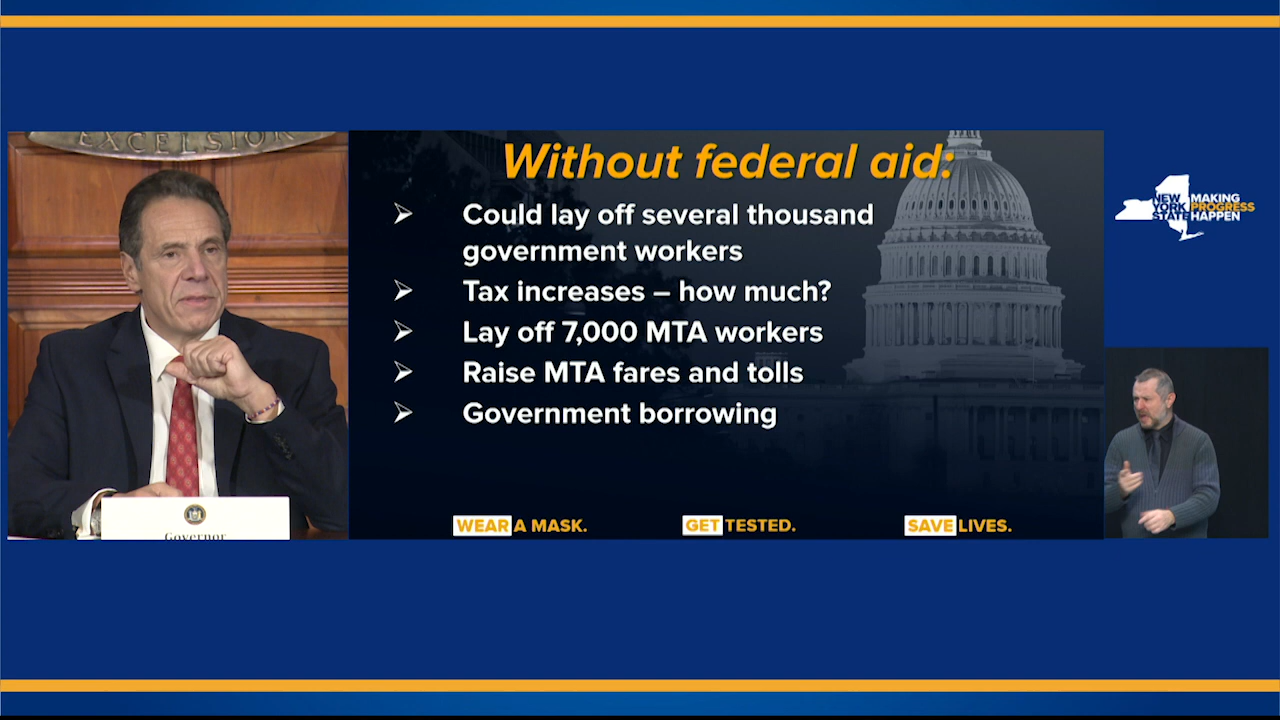 EXCELSIOR
Without federal aid:
Could lay off several thousand
government workers
Tax increases – how much?
Lay off 7,000 MTA workers
Raise MTA fares and tolls
Government borrowing
WEAR A MASK.
GET TESTED.
SAVE LIVES.
Governor
NEW
YORK
STATE
MAKING
PROGRESS
HAPPEN